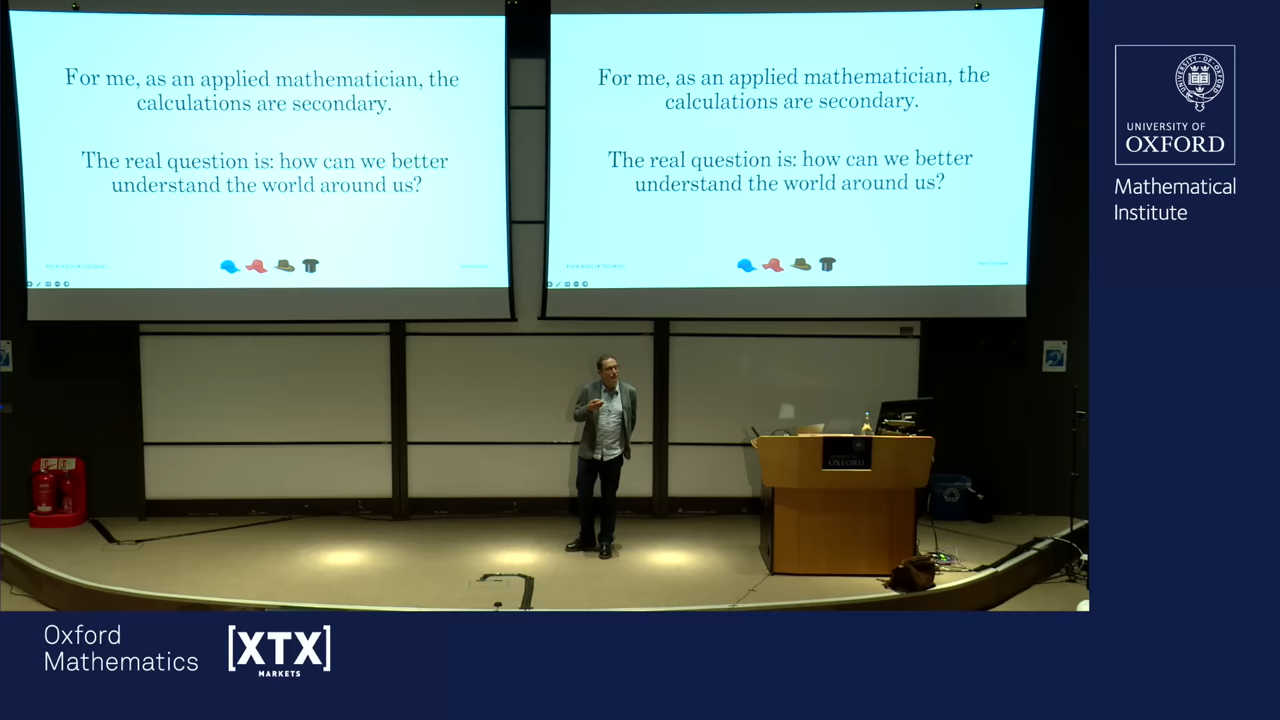 For me, as an applied mathematician, the
calculations are secondary.
The real question is: how can we better
understand the world around us?
For me, as an applied mathematician, the
calculations are secondary.
The real question is: how can we better
understand the world around us?
UNIVERSITY OF
OXFORD
Mathematical
Institute
OXFORD
Oxford
Mathematics
[XTX]
MARKETS